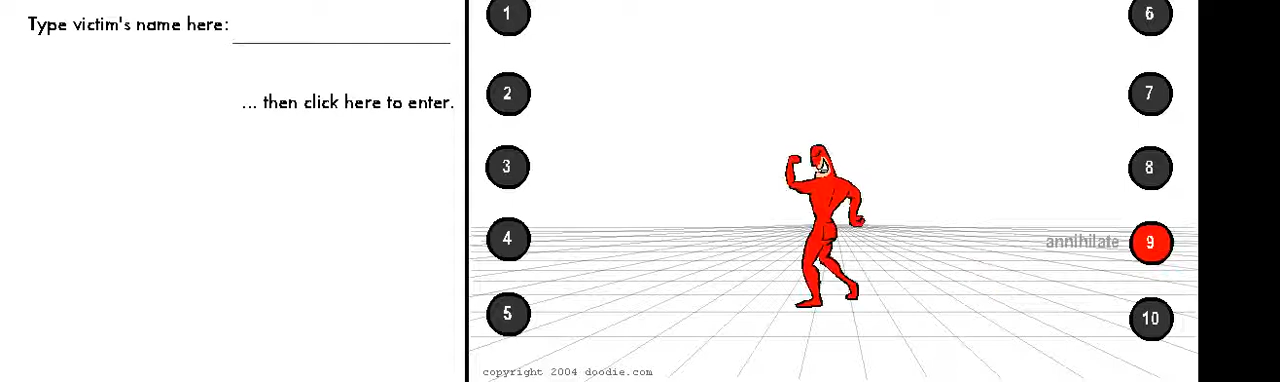 Type victim's name here:
... then click here to enter.
1
2
3
4
5
6
7
8
annihilate 9
10
copyright 2004 doodie.com